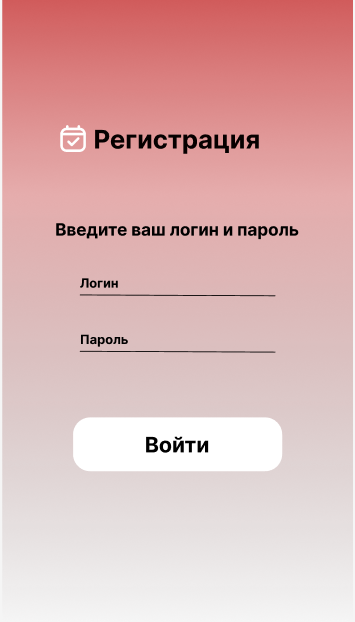 Регистрация
Введите ваш логин и пароль
Логин
Пароль
Войти